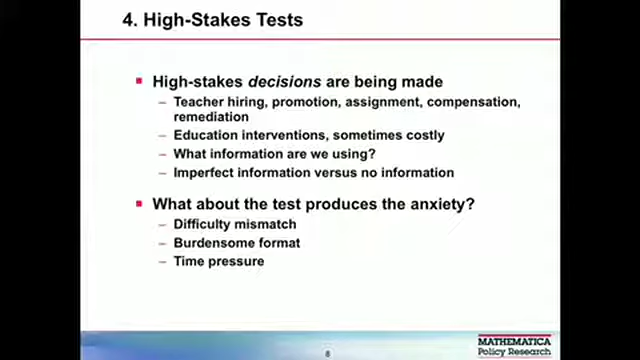 4. High-Stakes Tests
High-stakes decisions are being made
– Teacher hiring, promotion, assignment, compensation,
remediation
– Education interventions, sometimes costly
– What information are we using?
– Imperfect information versus no information
What about the test produces the anxiety?
– Difficulty mismatch
– Burdensome format
– Time pressure
8
MATHEMATICA
Policy Research